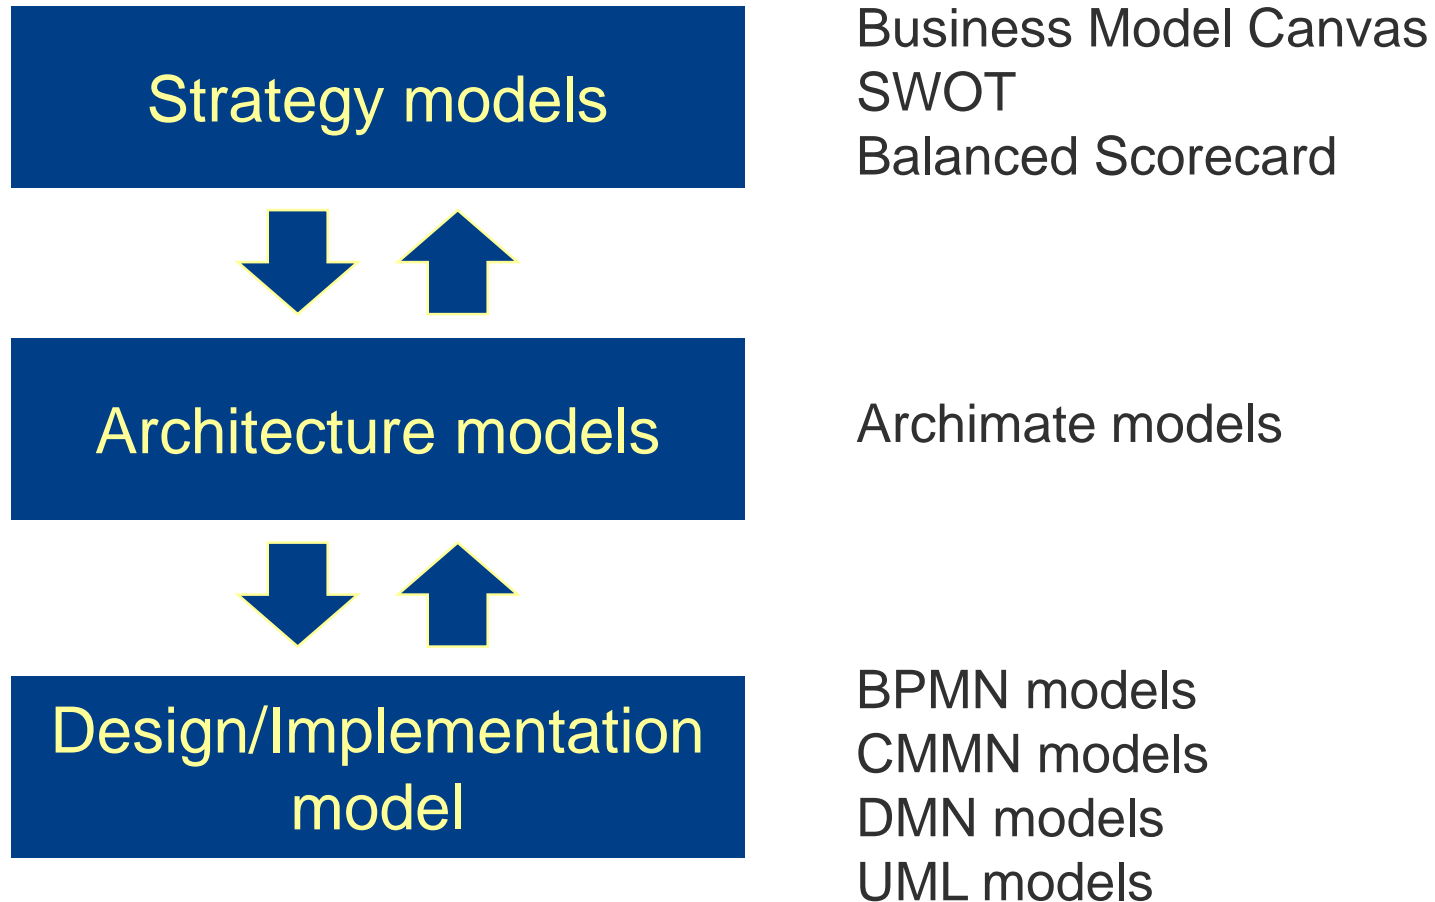 Strategy models
Business Model Canvas
SWOT
Balanced Scorecard
Architecture models
Archimate models
Design/Implementation
model
BPMN models
CMMN models
DMN models
UML models